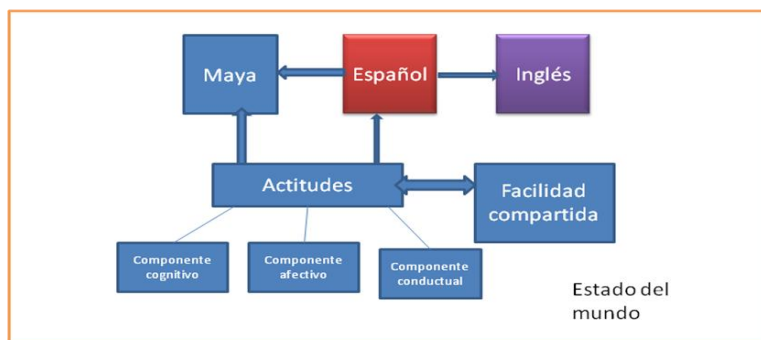 Maya
Español
Inglés
Actitudes
Facilidad
compartida
Componente
cognitivo
Componente
afectivo
Componente
conductual
Estado del
mundo